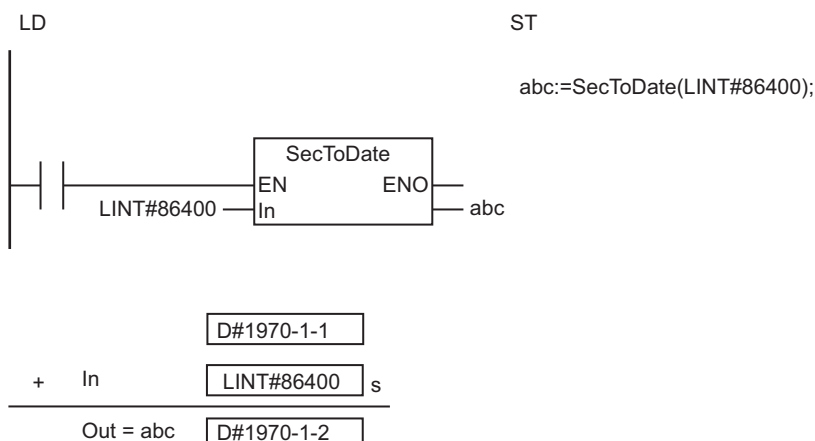 LD
ST
abc:=SecToDate(LINT#86400);
SecToDate
EN ENO
LINT#86400 In abc
D#1970-1-1
+ In LINT#86400 s
Out = abc D#1970-1-2